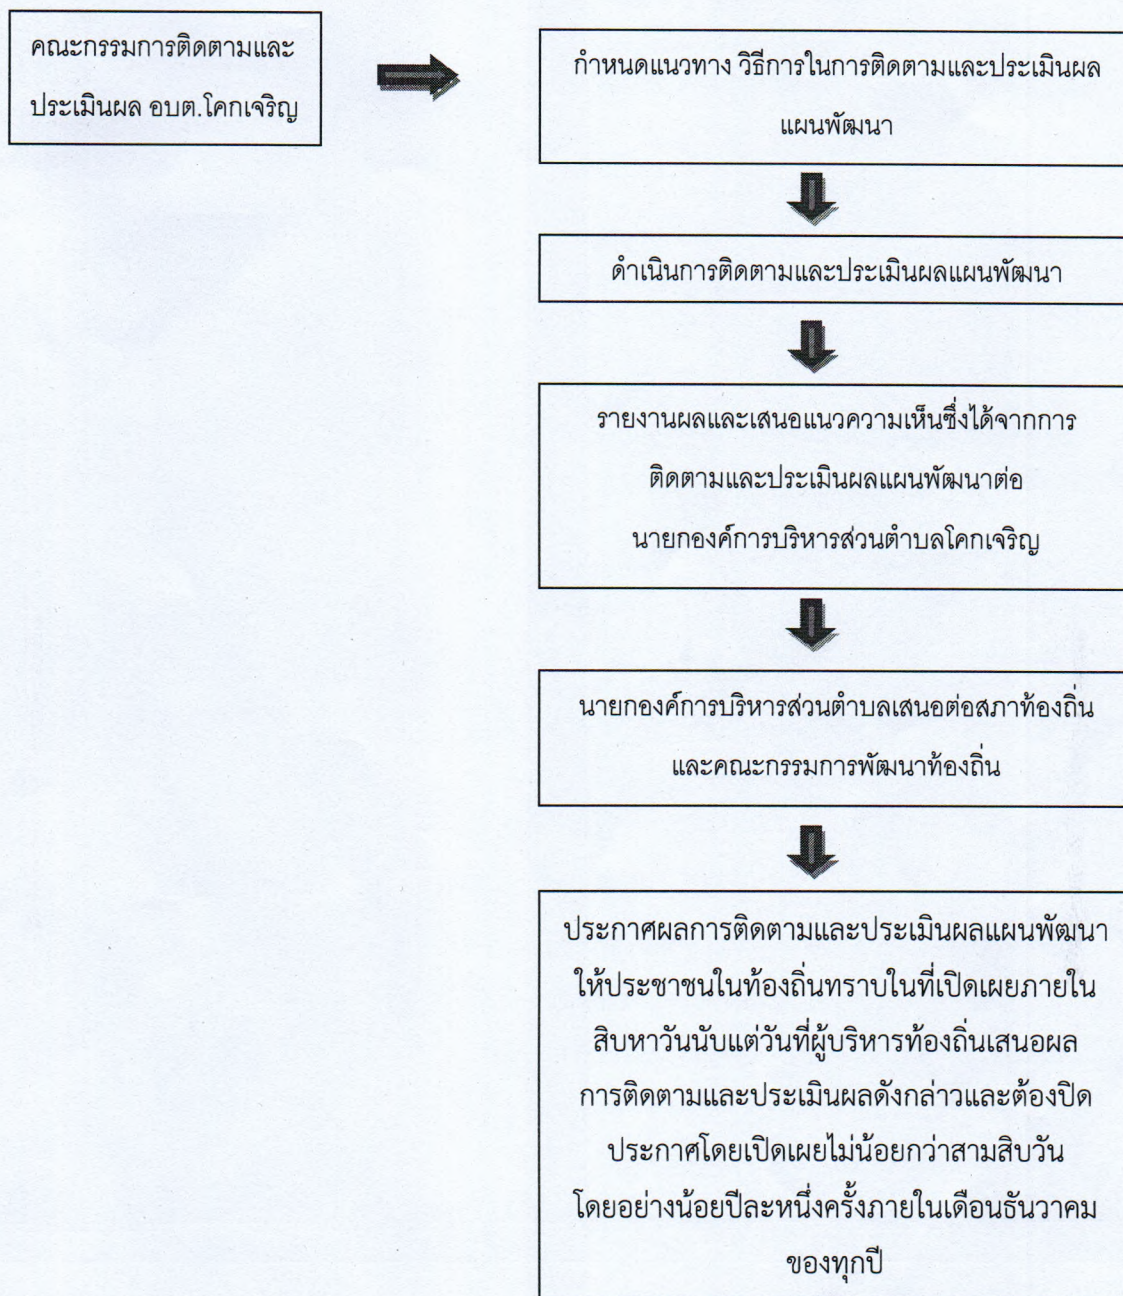 คณะกรรมการติดตามและ
ประเมินผล อบต.โคกเจริญ
กำหนดแนวทาง วิธีการในการติดตามและประเมินผล
แผนพัฒนา
ดำเนินการติดตามและประเมินผลแผนพัฒนา
รายงานผลและเสนอแนวความเห็นซึ่งได้จากการ
ติดตามและประเมินผลแผนพัฒนาต่อ
นายกองค์การบริหารส่วนตำบลโคกเจริญ
นายกองค์การบริหารส่วนตำบลเสนอต่อสภาท้องถิ่น
และคณะกรรมการพัฒนาท้องถิ่น
ประกาศผลการติดตามและประเมินผลแผนพัฒนา
ให้ประชาชนในท้องถิ่นทราบในที่เปิดเผยภายใน
สิบหาวันนับแต่วันที่ผู้บริหารท้องถิ่นเสนอผล
การติดตามและประเมินผลดังกล่าวและต้องปิด
ประกาศโดยเปิดเผยไม่น้อยกว่าสามสิบวัน
โดยอย่างน้อยปีละหนึ่งครั้งภายในเดือนธันวาคม
ของทุกปี